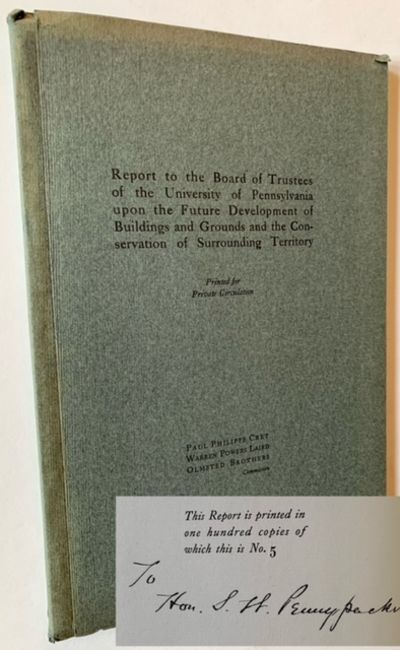 Report to the Board of Trustees
of the University of Pennsylvania
upon the Future Development of
Buildings and Grounds and the Con-
servation of Surrounding Territory
Printed for
Private Circulation
PAUL PHILIPPE CRET
WARREN POWERS LAIRD
OLMSTED BROTHERS
Commission
This Report is printed in
one hundred copies of
which this is No. 5
To
Hon. S. W. Pennypacker